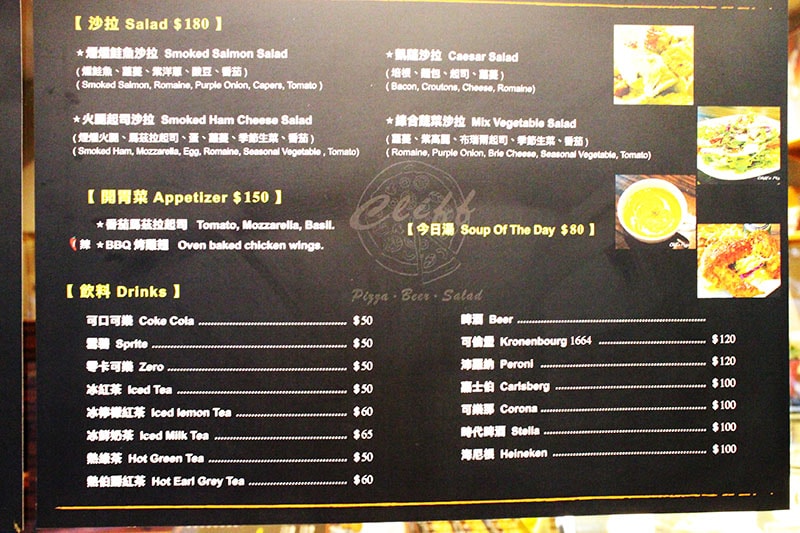 【 沙拉 Salad $180 】
★煙燻鮭魚沙拉 Smoked Salmon Salad
( 煙鮭魚、蘿蔓、紫洋蔥、酸豆、番茄 )
( Smoked Salmon, Romaine, Purple Onion, Capers, Tomato )
★凱薩沙拉 Caesar Salad
( 培根、麵包、起司、蘿蔓 )
( Bacon, Croutons, Cheese, Romaine)
★火腿起司沙拉 Smoked Ham Cheese Salad
( 煙燻火腿、馬茲拉起司、蛋、蘿蔓、季節生菜、番茄 )
( Smoked Ham, Mozzarella, Egg, Romaine, Seasonal Vegetable , Tomato)
★綜合蔬菜沙拉 Mix Vegetable Salad
( 蘿蔓、紫高麗、布瑞爾起司、季節生菜、番茄 )
( Romaine, Purple Onion, Brie Cheese, Seasonal Vegetable, Tomato)
【 開胃菜 Appetizer $150 】
★番茄馬茲拉起司 Tomato, Mozzarella, Basil.
辣 ★BBQ 烤雞翅 Oven baked chicken wings.
【 今日湯 Soup Of The Day $80 】
Cliff
Pizza · Beer · Salad
【 飲料 Drinks 】
可口可樂 Coke Cola $50
雪碧 Sprite $50
零卡可樂 Zero $50
冰紅茶 Iced Tea $50
冰檸檬紅茶 Iced lemon Tea $60
冰鮮奶茶 Iced Milk Tea $65
熱綠茶 Hot Green Tea $50
熱伯爵紅茶 Hot Earl Grey Tea $60
啤酒 Beer
可倫堡 Kronenbourg 1664 $120
沛羅納 Peroni $120
嘉士伯 Carlsberg $100
可樂那 Corona $100
時代啤酒 Stella $100
海尼根 Heineken $100